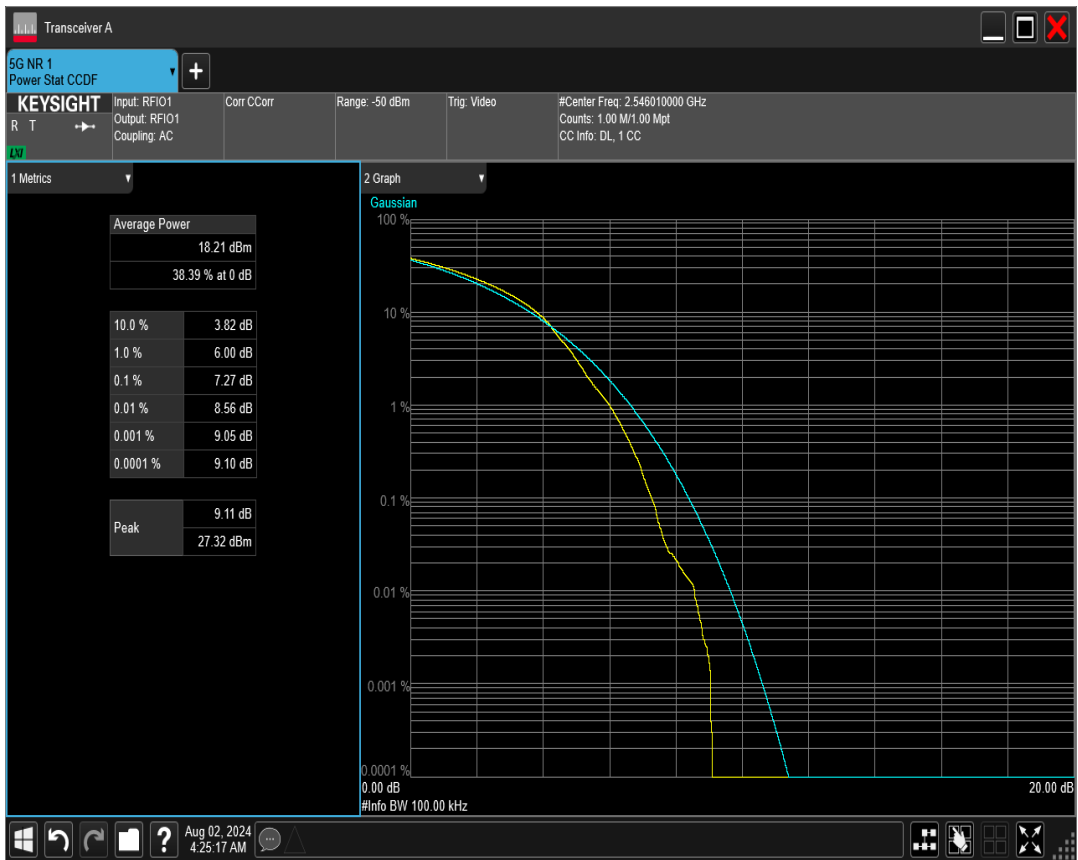 Transceiver A
5G NR 1
Power Stat CCDF
KEYSIGHT
R T
LXI
Input: RFIO1
Output: RFIO1
Coupling: AC
Corr CCorr
Range: -50 dBm
Trig: Video
#Center Freq: 2.546010000 GHz
Counts: 1.00 M/1.00 Mpt
CC Info: DL, 1 CC
1 Metrics
Average Power
18.21 dBm
38.39 % at 0 dB
10.0 % 3.82 dB
1.0 % 6.00 dB
0.1 % 7.27 dB
0.01 % 8.56 dB
0.001 % 9.05 dB
0.0001 % 9.10 dB
Peak
9.11 dB
27.32 dBm
2 Graph
Gaussian
100 %
10 %
1 %
0.1 %
0.01 %
0.001 %
0.0001 %
0.00 dB 20.00 dB
#Info BW 100.00 kHz
?
Aug 02, 2024
4:25:17 AM